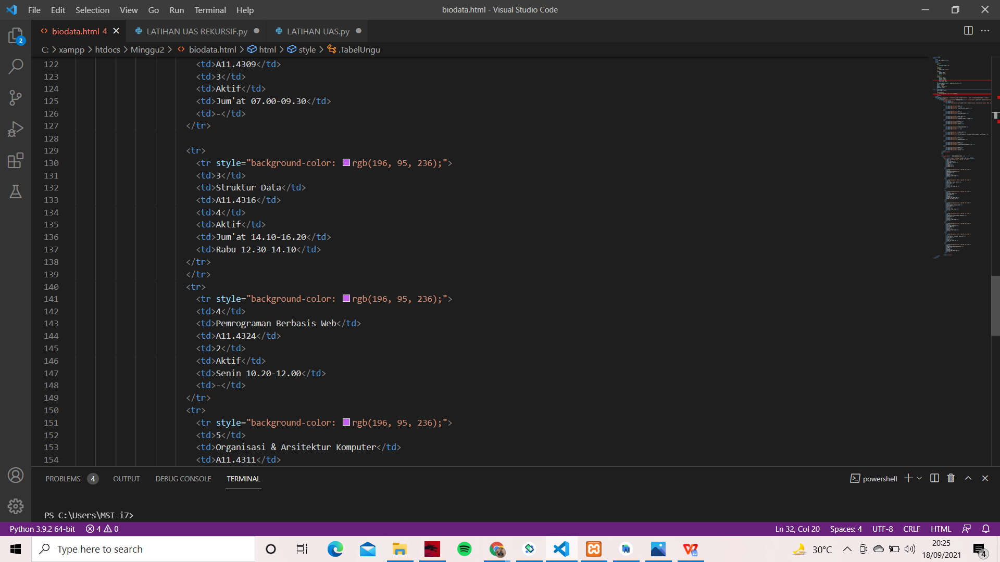 File Edit Selection View Go Run Terminal Help
biodata.html - Visual Studio Code
biodata.html 4
LATIHAN UAS REKURSIF.py
LATIHAN UAS.py
2
C: > xampp > htdocs > Minggu2 > biodata.html > html > style > .TabelUngu
122 <td>A11.4309</td>
123 <td>3</td>
124 <td>Aktif</td>
125 <td>Jum'at 07.00-09.30</td>
126 <td>-</td>
127 </tr>
128
129 <tr>
130 <tr style="background-color: rgb(196, 95, 236);">
131 <td>3</td>
132 <td>Struktur Data</td>
133 <td>A11.4316</td>
134 <td>4</td>
135 <td>Aktif</td>
136 <td>Jum'at 14.10-16.20</td>
137 <td>Rabu 12.30-14.10</td>
138 </tr>
139 </tr>
140 <tr>
141 <tr style="background-color: rgb(196, 95, 236);">
142 <td>4</td>
143 <td>Pemrograman Berbasis Web</td>
144 <td>A11.4324</td>
145 <td>2</td>
146 <td>Aktif</td>
147 <td>Senin 10.20-12.00</td>
148 <td>-</td>
149 </tr>
150 <tr>
151 <tr style="background-color: rgb(196, 95, 236);">
152 <td>5</td>
153 <td>Organisasi & Arsitektur Komputer</td>
154 <td>A11.4311</td>
PROBLEMS 4 OUTPUT DEBUG CONSOLE TERMINAL
powershell
PS C:\Users\MSI i7>
Python 3.9.2 64-bit 4 0
Ln 32, Col 20 Spaces: 4 UTF-8 CRLF HTML
Type here to search
30°C
20:25
18/09/2021
4